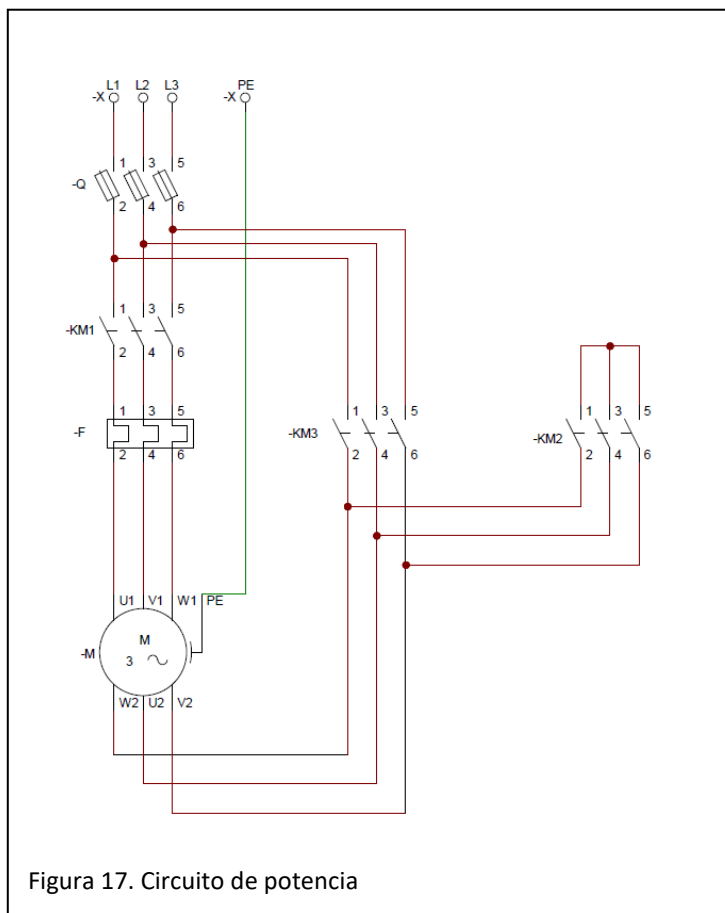 L1 L2 L3 PE
-X -X
1 3 5
-Q
2 4 6
1 3 5
-KM1
2 4 6
1 3 5
-F
2 4 6
1 3 5
-KM3
2 4 6
1 3 5
-KM2
2 4 6
U1 V1 W1 PE
M
-M
3
W2 U2 V2
Figura 17. Circuito de potencia